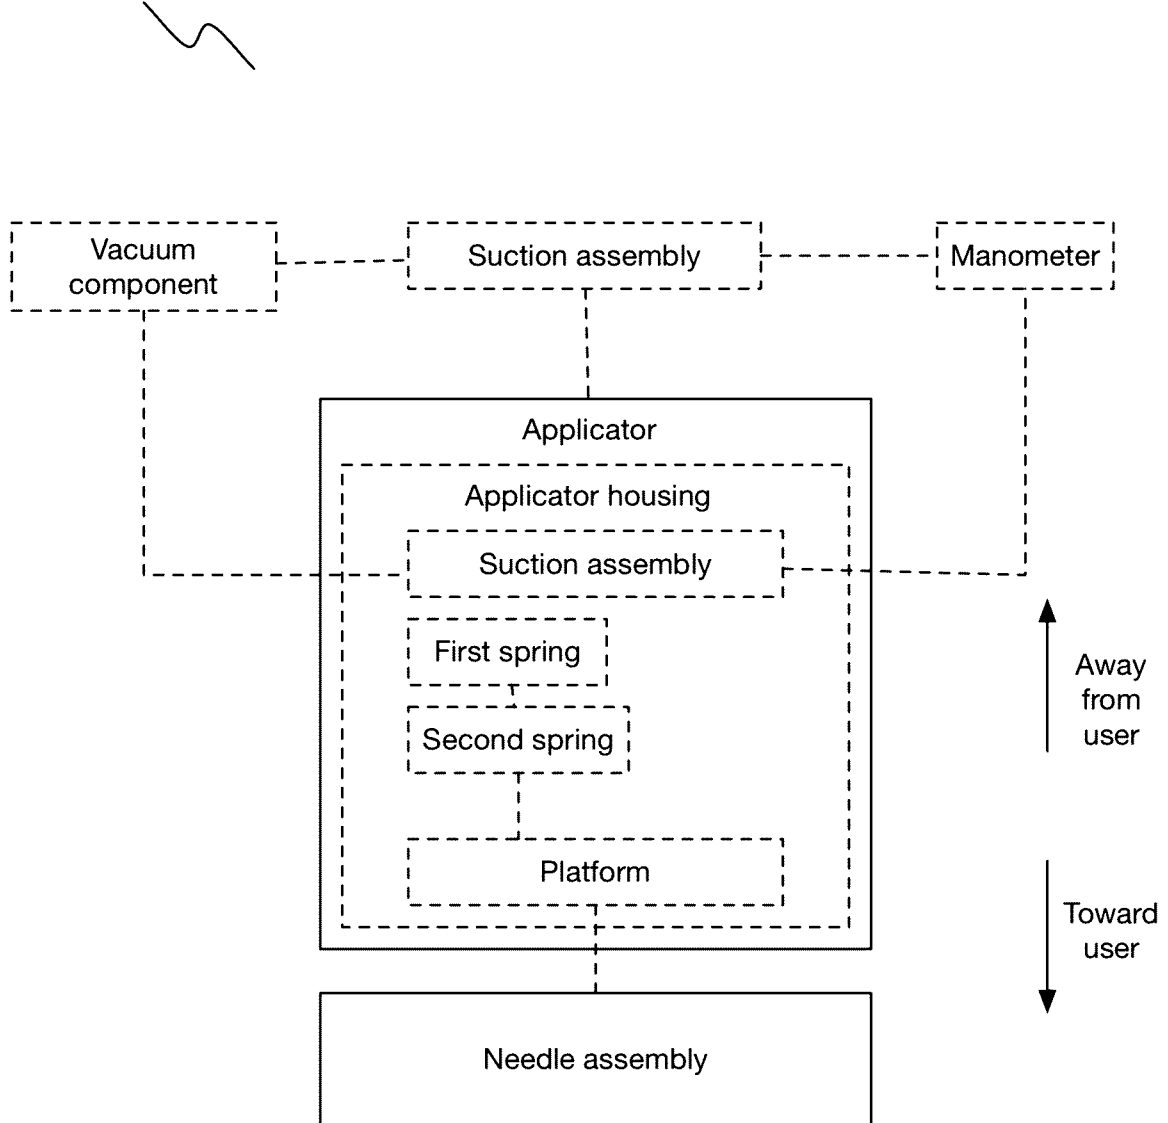 Vacuum
component
Suction assembly
Manometer
Applicator
Applicator housing
Suction assembly
First spring
Second spring
Platform
Away
from
user
Toward
user
Needle assembly